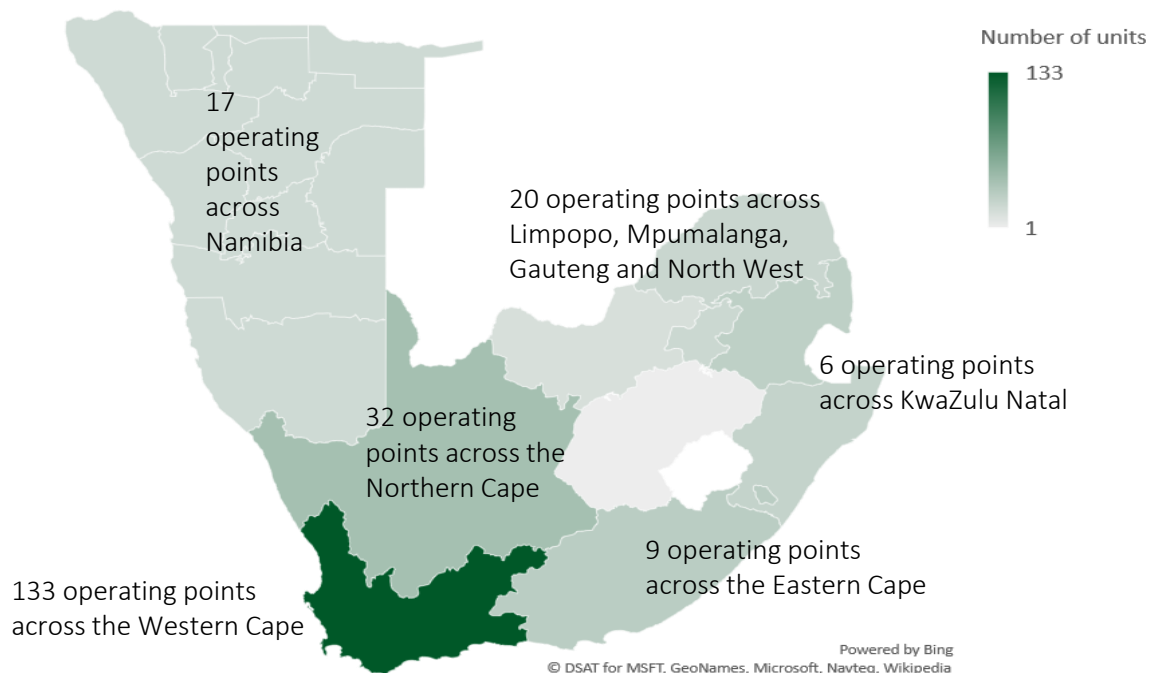 Number of units
133
1
17
operating
points
across
Namibia
20 operating points across
Limpopo, Mpumalanga,
Gauteng and North West
6 operating points
across KwaZulu Natal
32 operating
points across the
Northern Cape
9 operating points
across the Eastern Cape
133 operating points
across the Western Cape
Powered by Bing
© DSAT for MSFT, GeoNames, Microsoft, Navteq, Wikipedia